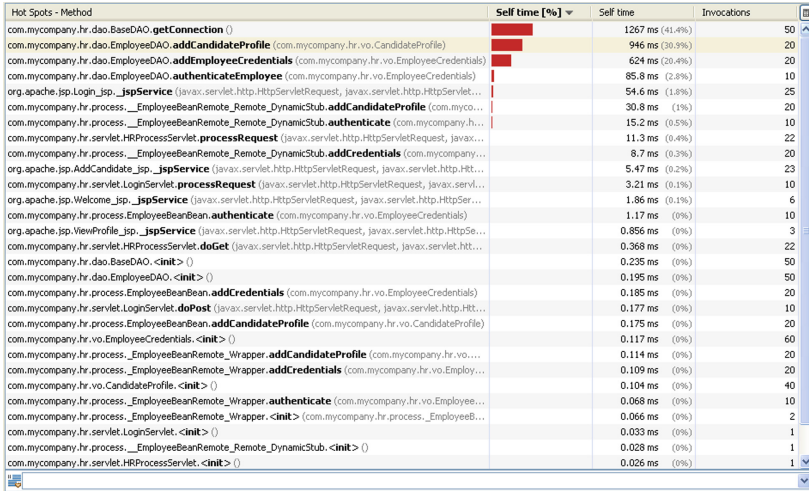 Hot Spots - Method Self time [%] Self time Invocations
com.mycompany.hr.dao.BaseDAO.getConnection () 1267 ms (41.4%) 50
com.mycompany.hr.dao.EmployeeDAO.addCandidateProfile (com.mycompany.hr.vo.CandidateProfile) 946 ms (30.9%) 20
com.mycompany.hr.dao.EmployeeDAO.addEmployeeCredentials (com.mycompany.hr.vo.EmployeeCredentials) 624 ms (20.4%) 20
com.mycompany.hr.dao.EmployeeDAO.authenticateEmployee (com.mycompany.hr.vo.EmployeeCredentials) 85.8 ms (2.8%) 10
org.apache.jsp.Login_jsp._jspService (javax.servlet.http.HttpServletRequest, javax.servlet.http.HttpServletRes... 54.6 ms (1.8%) 25
com.mycompany.hr.process.__EmployeeBeanRemote_Remote_DynamicStub.addCandidateProfile (com.myco... 30.8 ms (1%) 20
com.mycompany.hr.process.__EmployeeBeanRemote_Remote_DynamicStub.authenticate (com.mycompany... 15.2 ms (0.5%) 10
com.mycompany.hr.servlet.HRProcessServlet.processRequest (javax.servlet.http.HttpServletRequest, javax... 11.3 ms (0.4%) 22
com.mycompany.hr.process.__EmployeeBeanRemote_Remote_DynamicStub.addCredentials (com.mycompany... 8.7 ms (0.3%) 20
org.apache.jsp.AddCandidate_jsp._jspService (javax.servlet.http.HttpServletRequest, javax.servlet.http.Htt... 5.47 ms (0.2%) 23
com.mycompany.hr.servlet.LoginServlet.processRequest (javax.servlet.http.HttpServletRequest, javax.servl... 3.21 ms (0.1%) 10
org.apache.jsp.Welcome_jsp._jspService (javax.servlet.http.HttpServletRequest, javax.servlet.http.HttpSer... 1.86 ms (0.1%) 6
com.mycompany.hr.process.EmployeeBeanBean.authenticate (com.mycompany.hr.vo.EmployeeCredentials) 1.17 ms (0%) 10
org.apache.jsp.ViewProfile_jsp._jspService (javax.servlet.http.HttpServletRequest, javax.servlet.http.HttpSe... 0.856 ms (0%) 3
com.mycompany.hr.servlet.HRProcessServlet.doGet (javax.servlet.http.HttpServletRequest, javax.servlet.htt... 0.368 ms (0%) 22
com.mycompany.hr.dao.BaseDAO.<init> () 0.235 ms (0%) 50
com.mycompany.hr.dao.EmployeeDAO.<init> () 0.195 ms (0%) 50
com.mycompany.hr.process.EmployeeBeanBean.addCredentials (com.mycompany.hr.vo.EmployeeCredentials) 0.185 ms (0%) 20
com.mycompany.hr.servlet.LoginServlet.doPost (javax.servlet.http.HttpServletRequest, javax.servlet.http.Htt... 0.177 ms (0%) 10
com.mycompany.hr.process.EmployeeBeanBean.addCandidateProfile (com.mycompany.hr.vo.CandidateProfile) 0.175 ms (0%) 20
com.mycompany.hr.vo.EmployeeCredentials.<init> () 0.117 ms (0%) 60
com.mycompany.hr.process._EmployeeBeanRemote_Wrapper.addCandidateProfile (com.mycompany.hr.vo.... 0.114 ms (0%) 20
com.mycompany.hr.process._EmployeeBeanRemote_Wrapper.addCredentials (com.mycompany.hr.vo.Employ... 0.109 ms (0%) 20
com.mycompany.hr.vo.CandidateProfile.<init> () 0.104 ms (0%) 40
com.mycompany.hr.process._EmployeeBeanRemote_Wrapper.authenticate (com.mycompany.hr.vo.Employee... 0.068 ms (0%) 10
com.mycompany.hr.process._EmployeeBeanRemote_Wrapper.<init> (com.mycompany.hr.process._EmployeeB... 0.066 ms (0%) 2
com.mycompany.hr.servlet.LoginServlet.<init> () 0.033 ms (0%) 1
com.mycompany.hr.process.__EmployeeBeanRemote_Remote_DynamicStub.<init> () 0.028 ms (0%) 1
com.mycompany.hr.servlet.HRProcessServlet.<init> () 0.026 ms (0%) 1